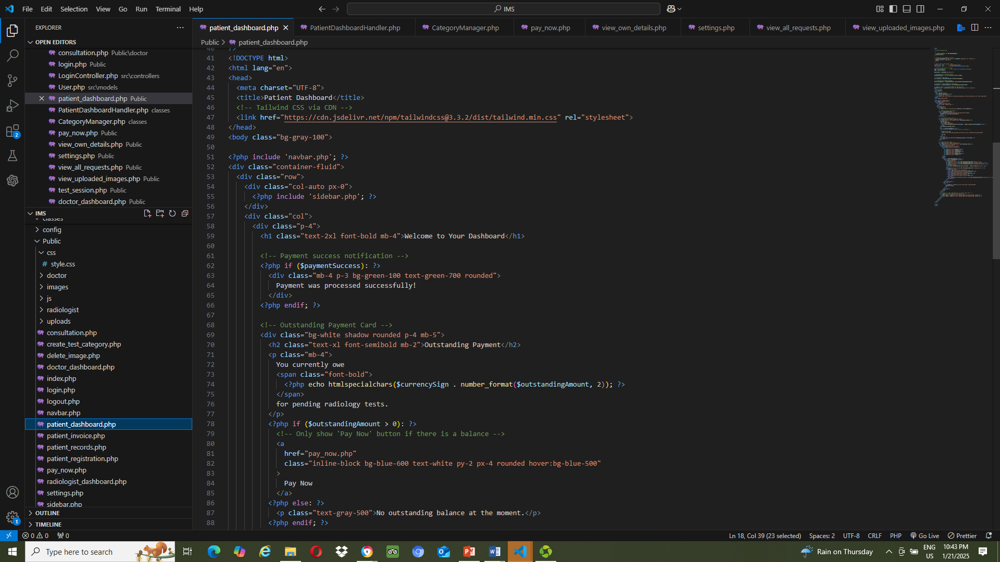 File Edit Selection View Go Run Terminal Help
IMS
EXPLORER
OPEN EDITORS
consultation.php Public\doctor
login.php Public
LoginController.php src\controllers
User.php src\models
patient_dashboard.php Public
PatientDashboardHandler.php classes
CategoryManager.php classes
pay_now.php Public
view_own_details.php Public
settings.php Public
view_all_requests.php Public
view_uploaded_images.php Public
test_session.php Public
doctor_dashboard.php Public
IMS
classes
config
Public
css
# style.css
doctor
images
js
radiologist
uploads
consultation.php
create_test_category.php
delete_image.php
doctor_dashboard.php
index.php
login.php
logout.php
navbar.php
patient_dashboard.php
patient_invoice.php
patient_records.php
patient_registration.php
pay_now.php
radiologist_dashboard.php
settings.php
sidebar.php
OUTLINE
TIMELINE
2
1
patient_dashboard.php PatientDashboardHandler.php CategoryManager.php pay_now.php view_own_details.php settings.php view_all_requests.php view_uploaded_images.php
Public > patient_dashboard.php
40 ?>
41 <!DOCTYPE html>
42 <html lang="en">
43 <head>
44 <meta charset="UTF-8">
45 <title>Patient Dashboard</title>
46 <!-- Tailwind CSS via CDN -->
47 <link href="https://cdn.jsdelivr.net/npm/tailwindcss@3.3.2/dist/tailwind.min.css" rel="stylesheet">
48 </head>
49 <body class="bg-gray-100">
50
51 <?php include 'navbar.php'; ?>
52 <div class="container-fluid">
53 <div class="row">
54 <div class="col-auto px-0">
55 <?php include 'sidebar.php'; ?>
56 </div>
57 <div class="col">
58 <div class="p-4">
59 <h1 class="text-2xl font-bold mb-4">Welcome to Your Dashboard</h1>
60
61 <!-- Payment success notification -->
62 <?php if ($paymentSuccess): ?>
63 <div class="mb-4 p-3 bg-green-100 text-green-700 rounded">
64 Payment was processed successfully!
65 </div>
66 <?php endif; ?>
67
68 <!-- Outstanding Payment Card -->
69 <div class="bg-white shadow rounded p-4 mb-5">
70 <h2 class="text-xl font-semibold mb-2">Outstanding Payment</h2>
71 <p class="mb-4">
72 You currently owe
73 <span class="font-bold">
74 <?php echo htmlspecialchars($currencySign . number_format($outstandingAmount, 2)); ?>
75 </span>
76 for pending radiology tests.
77 </p>
78 <?php if ($outstandingAmount > 0): ?>
79 <!-- Only show 'Pay Now' button if there is a balance -->
80 <a
81 href="pay_now.php"
82 class="inline-block bg-blue-600 text-white py-2 px-4 rounded hover:bg-blue-500"
83 >
84 Pay Now
85 </a>
86 <?php else: ?>
87 <p class="text-gray-500">No outstanding balance at the moment.</p>
88 <?php endif; ?>
0 0 0 Ln 18, Col 39 (23 selected) Spaces: 2 UTF-8 CRLF PHP Go Live Prettier
Type here to search
Rain on Thursday
ENG
US
10:43 PM
1/21/2025